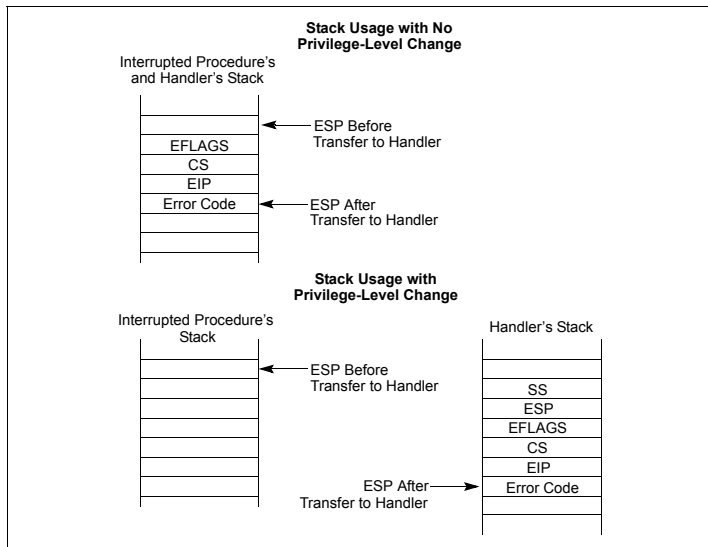 Stack Usage with No
Privilege-Level Change
Interrupted Procedure's
and Handler's Stack
ESP Before
Transfer to Handler
EFLAGS
CS
EIP
Error Code
ESP After
Transfer to Handler
Stack Usage with
Privilege-Level Change
Interrupted Procedure's
Stack
Handler's Stack
ESP Before
Transfer to Handler
SS
ESP
EFLAGS
CS
EIP
ESP After
Transfer to Handler
Error Code